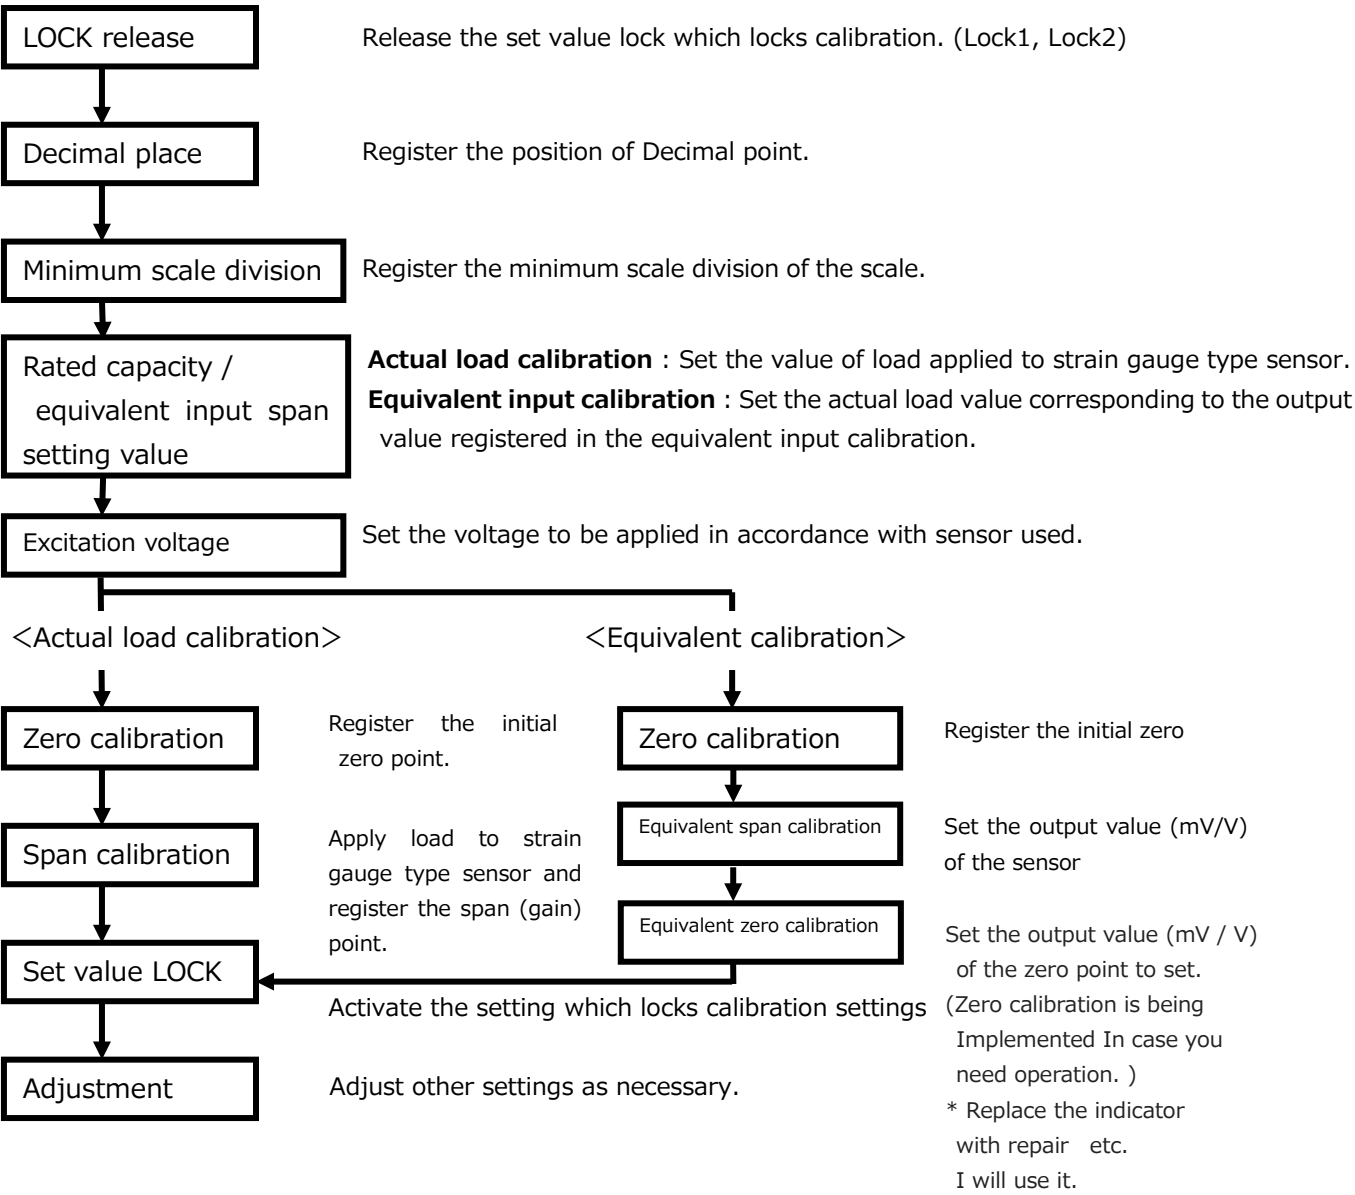 LOCK release
Release the set value lock which locks calibration. (Lock1, Lock2)
Decimal place
Register the position of Decimal point.
Minimum scale division
Register the minimum scale division of the scale.
Rated capacity /
equivalent input span
setting value
Actual load calibration : Set the value of load applied to strain gauge type sensor.
Equivalent input calibration : Set the actual load value corresponding to the output
value registered in the equivalent input calibration.
Excitation voltage
Set the voltage to be applied in accordance with sensor used.
<Actual load calibration>
<Equivalent calibration>
Zero calibration
Register the initial
zero point.
Span calibration
Apply load to strain
gauge type sensor and
register the span (gain)
point.
Zero calibration
Register the initial zero
Equivalent span calibration
Set the output value (mV/V)
of the sensor
Equivalent zero calibration
Set the output value (mV / V)
of the zero point to set.
(Zero calibration is being
Implemented In case you
need operation. )
* Replace the indicator
with repair etc.
I will use it.
Set value LOCK
Activate the setting which locks calibration settings
Adjustment
Adjust other settings as necessary.